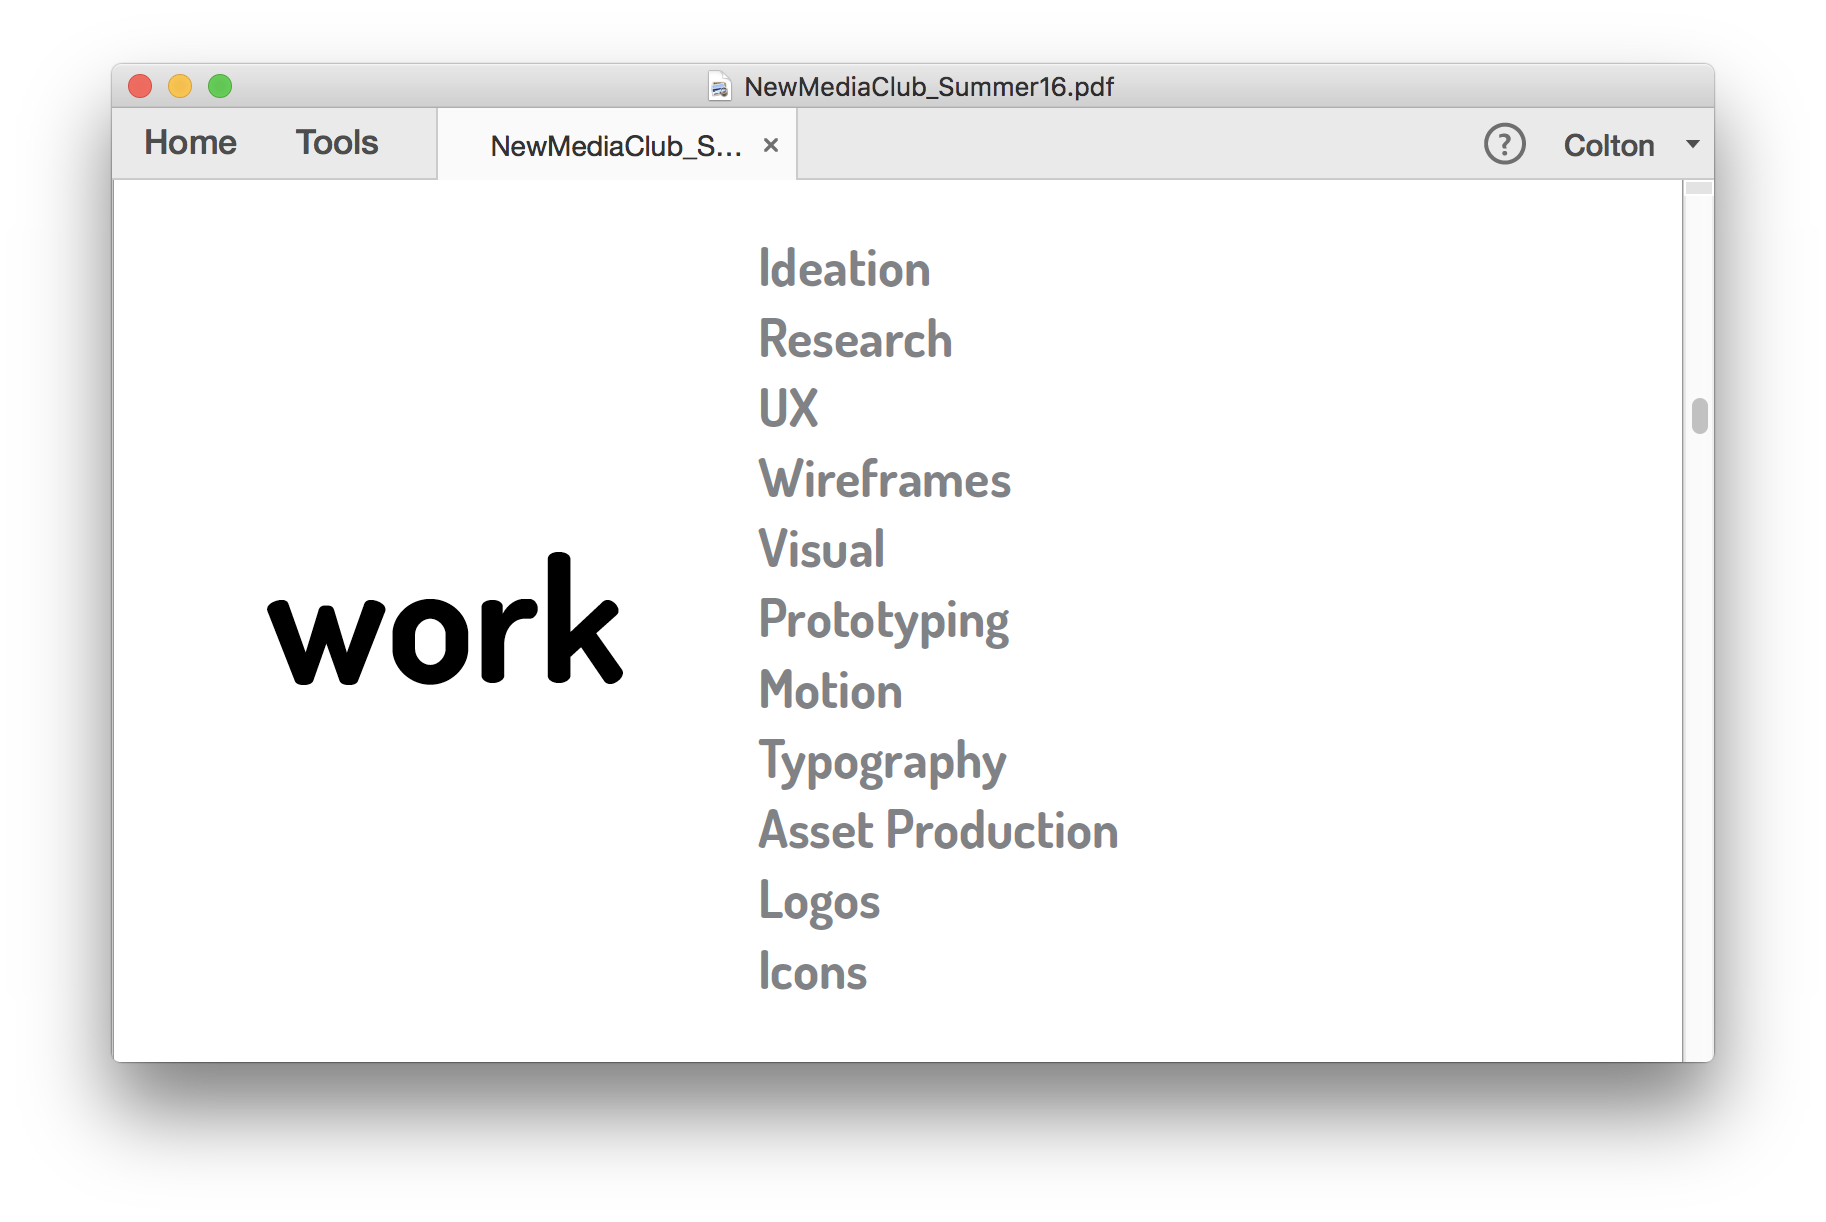 NewMediaClub_Summer16.pdf
Home Tools NewMediaClub_S... × ? Colton
Ideation
Research
UX
Wireframes
Visual
work
Prototyping
Motion
Typography
Asset Production
Logos
Icons